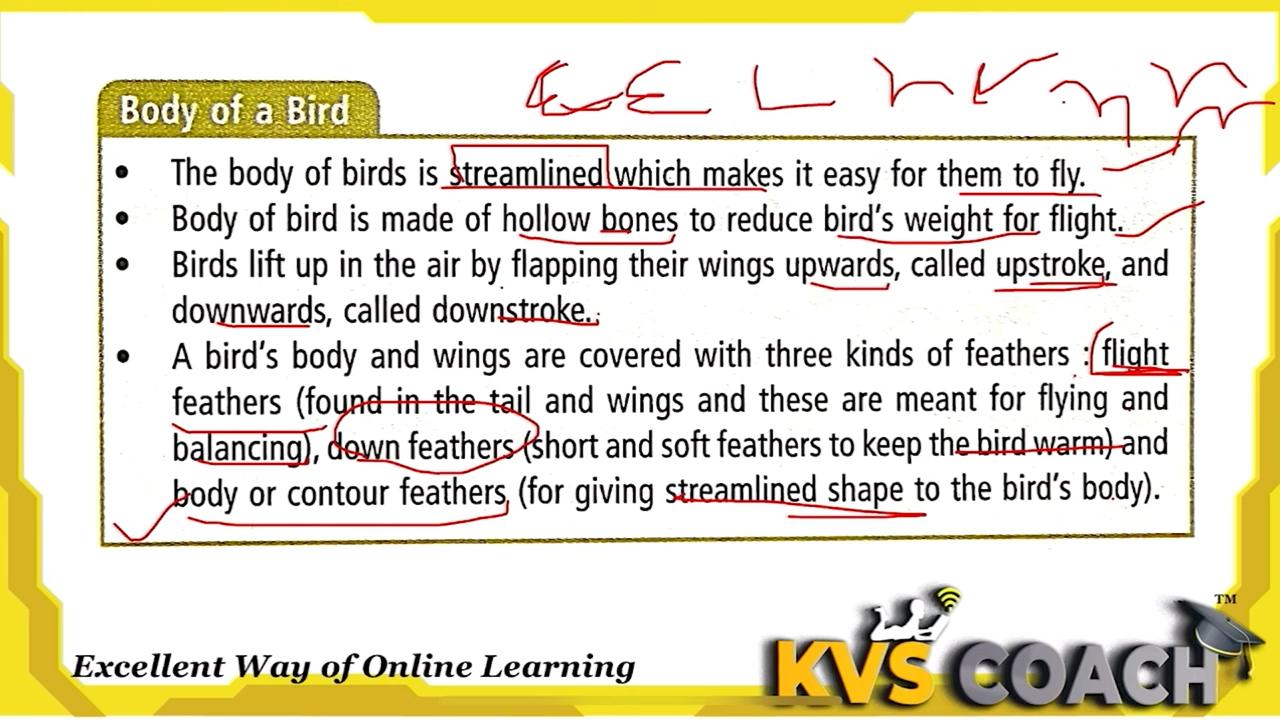 Body of a Bird
• The body of birds is streamlined which makes it easy for them to fly.
• Body of bird is made of hollow bones to reduce bird's weight for flight.
• Birds lift up in the air by flapping their wings upwards, called upstroke, and
downwards, called downstroke.
• A bird's body and wings are covered with three kinds of feathers : flight
feathers (found in the tail and wings and these are meant for flying and
balancing), down feathers (short and soft feathers to keep the bird warm) and
body or contour feathers (for giving streamlined shape to the bird's body).
Excellent Way of Online Learning
KVS COACH ™